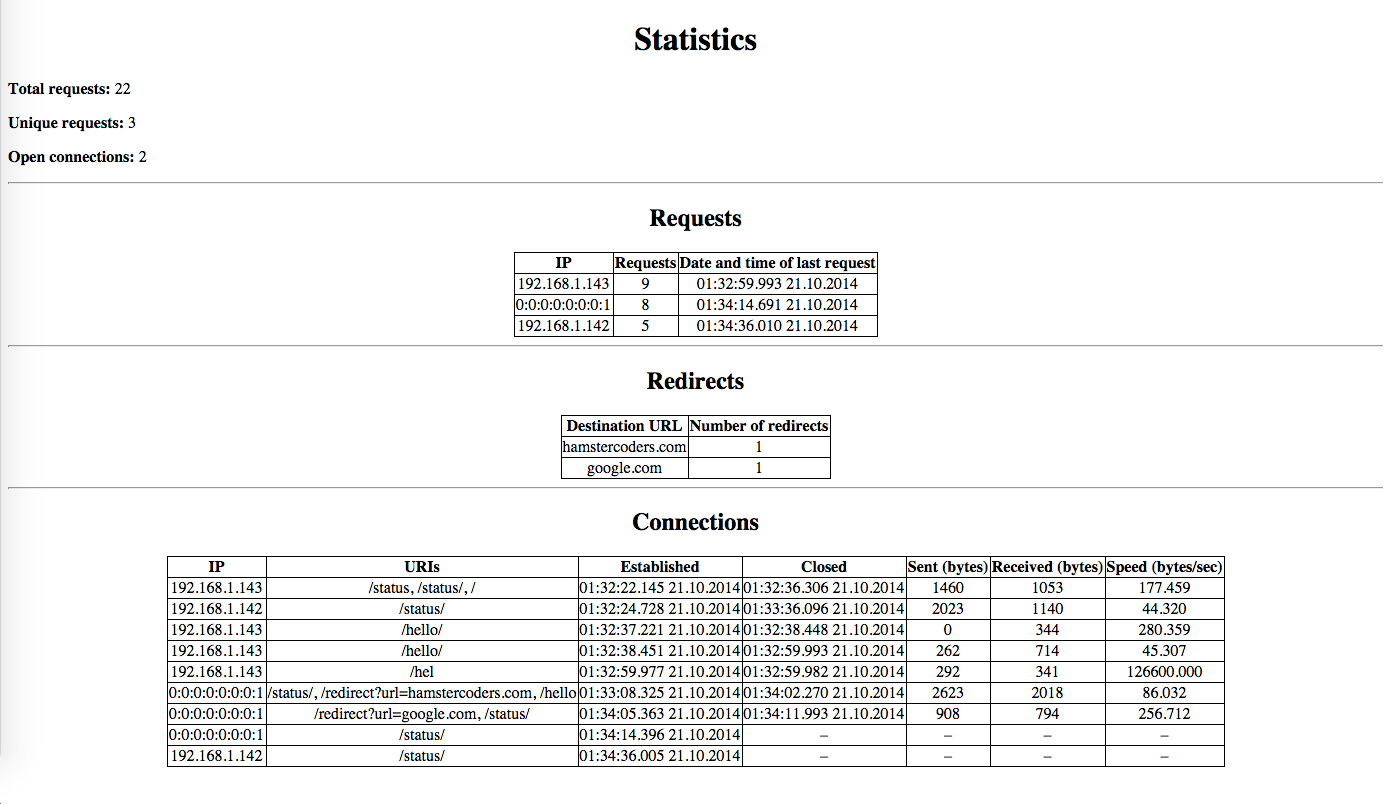 Statistics
Total requests: 22
Unique requests: 3
Open connections: 2
Requests
IP Requests Date and time of last request
192.168.1.143 9 01:32:59.993 21.10.2014
0:0:0:0:0:0:0:1 8 01:34:14.691 21.10.2014
192.168.1.142 5 01:34:36.010 21.10.2014
Redirects
Destination URL Number of redirects
hamstercoders.com 1
google.com 1
Connections
IP URIs Established Closed Sent (bytes) Received (bytes) Speed (bytes/sec)
192.168.1.143 /status, /status/, / 01:32:22.145 21.10.2014 01:32:36.306 21.10.2014 1460 1053 177.459
192.168.1.142 /status/ 01:32:24.728 21.10.2014 01:33:36.096 21.10.2014 2023 1140 44.320
192.168.1.143 /hello/ 01:32:37.221 21.10.2014 01:32:38.448 21.10.2014 0 344 280.359
192.168.1.143 /hello/ 01:32:38.451 21.10.2014 01:32:59.993 21.10.2014 262 714 45.307
192.168.1.143 /hel 01:32:59.977 21.10.2014 01:32:59.982 21.10.2014 292 341 126600.000
0:0:0:0:0:0:0:1 /status/, /redirect?url=hamstercoders.com, /hello 01:33:08.325 21.10.2014 01:34:02.270 21.10.2014 2623 2018 86.032
0:0:0:0:0:0:0:1 /redirect?url=google.com, /status/ 01:34:05.363 21.10.2014 01:34:11.993 21.10.2014 908 794 256.712
0:0:0:0:0:0:0:1 /status/ 01:34:14.396 21.10.2014 – – – –
192.168.1.142 /status/ 01:34:36.005 21.10.2014 – – – –